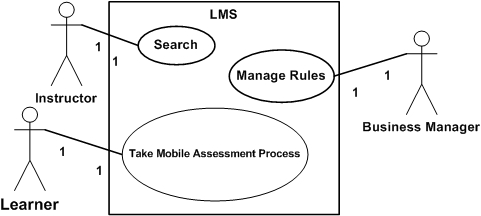 LMS
1
1
Search
Instructor
Manage Rules
1
1
Business Manager
1
1
Take Mobile Assessment Process
Learner